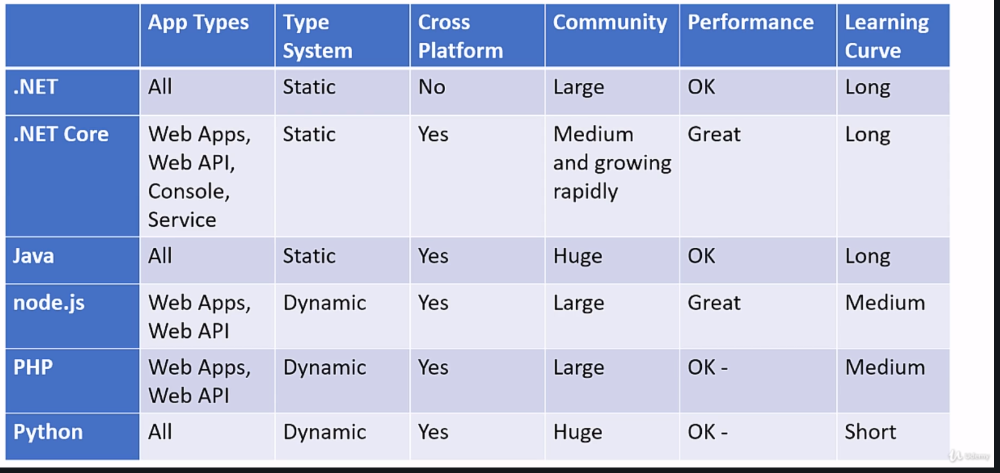 App Types
Type
System
Cross
Platform
Community
Performance
Learning
Curve
.NET
All
Static
No
Large
OK
Long
.NET Core
Web Apps,
Web API,
Console,
Service
Static
Yes
Medium
and growing
rapidly
Great
Long
Java
All
Static
Yes
Huge
OK
Long
node.js
Web Apps,
Web API
Dynamic
Yes
Large
Great
Medium
PHP
Web Apps,
Web API
Dynamic
Yes
Large
OK -
Medium
Python
All
Dynamic
Yes
Huge
OK -
Short
Udemy